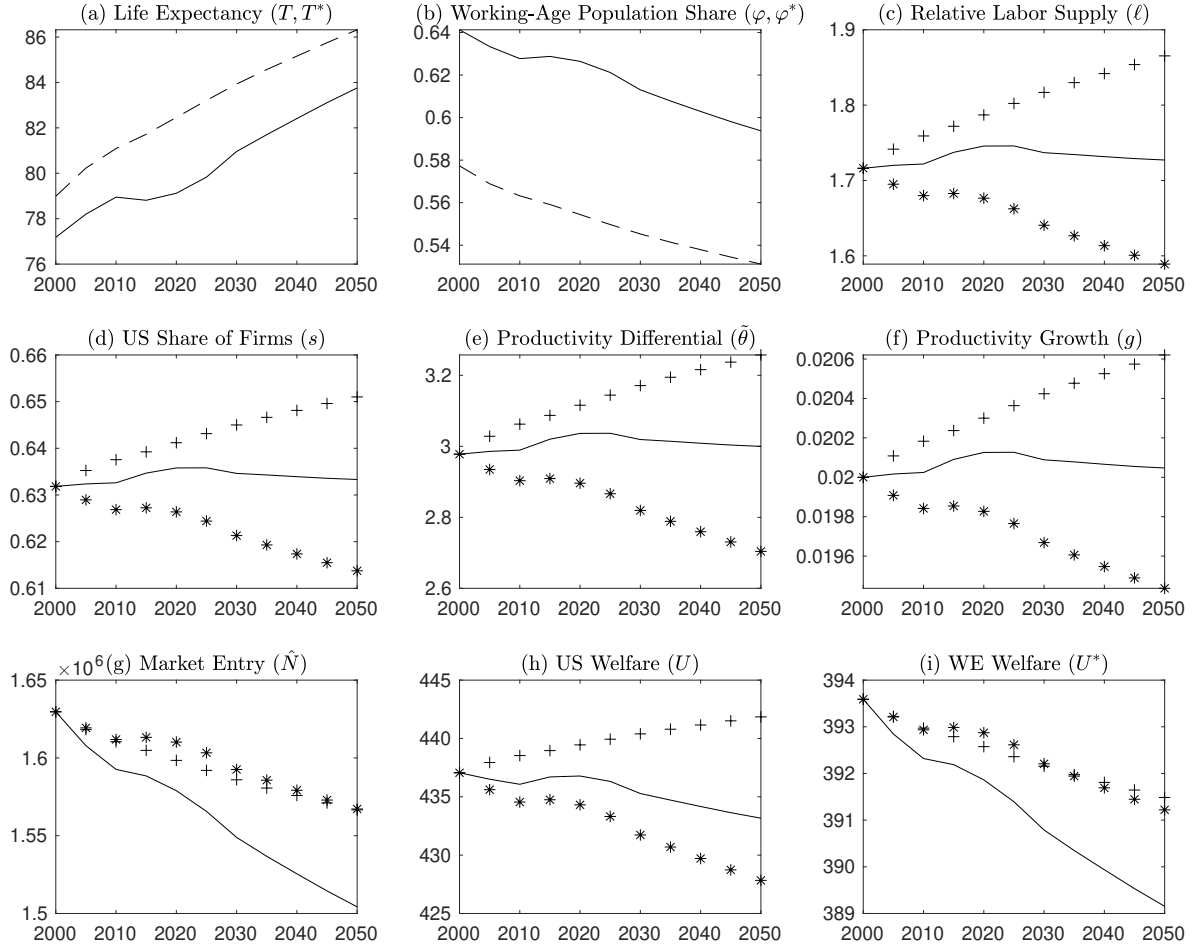 (a) Life Expectancy (T, T*)
86
84
82
80
78
76
2000 2010 2020 2030 2040 2050
(b) Working-Age Population Share (φ, φ*)
0.64
0.62
0.6
0.58
0.56
0.54
2000 2010 2020 2030 2040 2050
(c) Relative Labor Supply (ℓ)
1.9
1.8
1.7
1.6
2000 2010 2020 2030 2040 2050
(d) US Share of Firms (s)
0.66
0.65
0.64
0.63
0.62
0.61
2000 2010 2020 2030 2040 2050
(e) Productivity Differential (θ̃)
3.2
3
2.8
2.6
2000 2010 2020 2030 2040 2050
(f) Productivity Growth (g)
0.0206
0.0204
0.0202
0.02
0.0198
0.0196
2000 2010 2020 2030 2040 2050
×10⁶ (g) Market Entry (N̂)
1.65
1.6
1.55
1.5
2000 2010 2020 2030 2040 2050
(h) US Welfare (U)
445
440
435
430
425
2000 2010 2020 2030 2040 2050
(i) WE Welfare (U*)
394
393
392
391
390
389
2000 2010 2020 2030 2040 2050